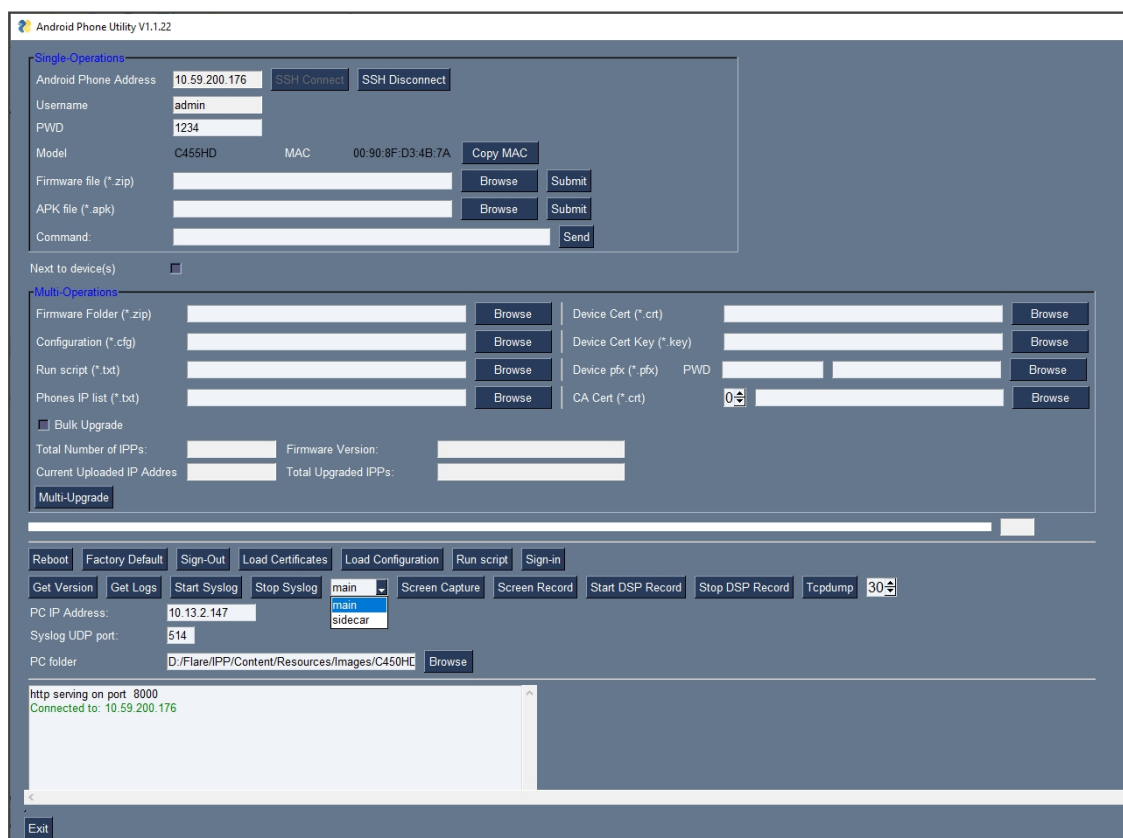 Android Phone Utility V1.1.22
Single-Operations
Android Phone Address 10.59.200.176 SSH Connect SSH Disconnect
Username admin
PWD 1234
Model C455HD MAC 00:90:8F:D3:4B:7A Copy MAC
Firmware file (*.zip) Browse Submit
APK file (*.apk) Browse Submit
Command: Send
Next to device(s)
Multi-Operations
Firmware Folder (*.zip) Browse Device Cert (*.crt) Browse
Configuration (*.cfg) Browse Device Cert Key (*.key) Browse
Run script (*.txt) Browse Device pfx (*.pfx) PWD Browse
Phones IP list (*.txt) Browse CA Cert (*.crt) 0 Browse
Bulk Upgrade
Total Number of IPPs: Firmware Version:
Current Uploaded IP Addres Total Upgraded IPPs:
Multi-Upgrade
Reboot Factory Default Sign-Out Load Certificates Load Configuration Run script Sign-in
Get Version Get Logs Start Syslog Stop Syslog main Screen Capture Screen Record Start DSP Record Stop DSP Record Tcpdump 30
main
sidecar
PC IP Address: 10.13.2.147
Syslog UDP port: 514
PC folder D:/Flare/IPP/Content/Resources/Images/C450HD Browse
http serving on port 8000
Connected to: 10.59.200.176
Exit